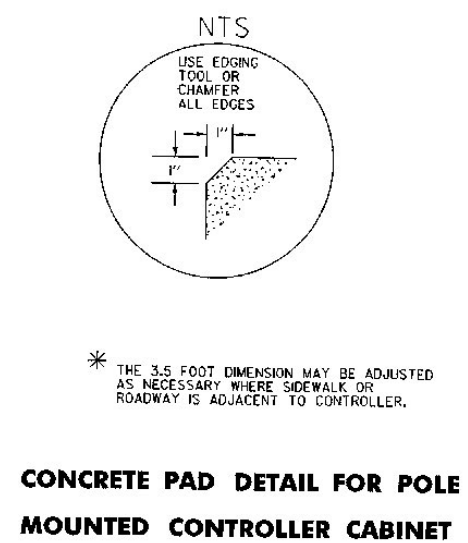 NTS
USE EDGING
TOOL OR
CHAMFER
ALL EDGES
1"
1"
* THE 3.5 FOOT DIMENSION MAY BE ADJUSTED
AS NECESSARY WHERE SIDEWALK OR
ROADWAY IS ADJACENT TO CONTROLLER.
CONCRETE PAD DETAIL FOR POLE
MOUNTED CONTROLLER CABINET